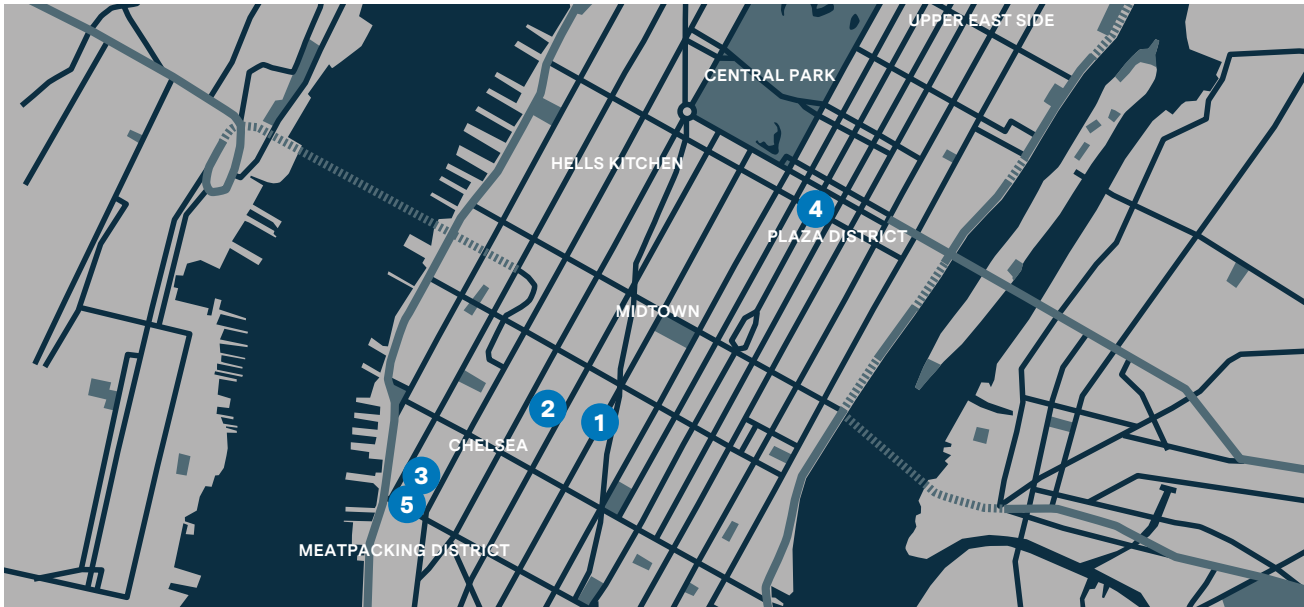 UPPER EAST SIDE
CENTRAL PARK
HELLS KITCHEN
4
PLAZA DISTRICT
MIDTOWN
2
1
CHELSEA
3
5
MEATPACKING DISTRICT